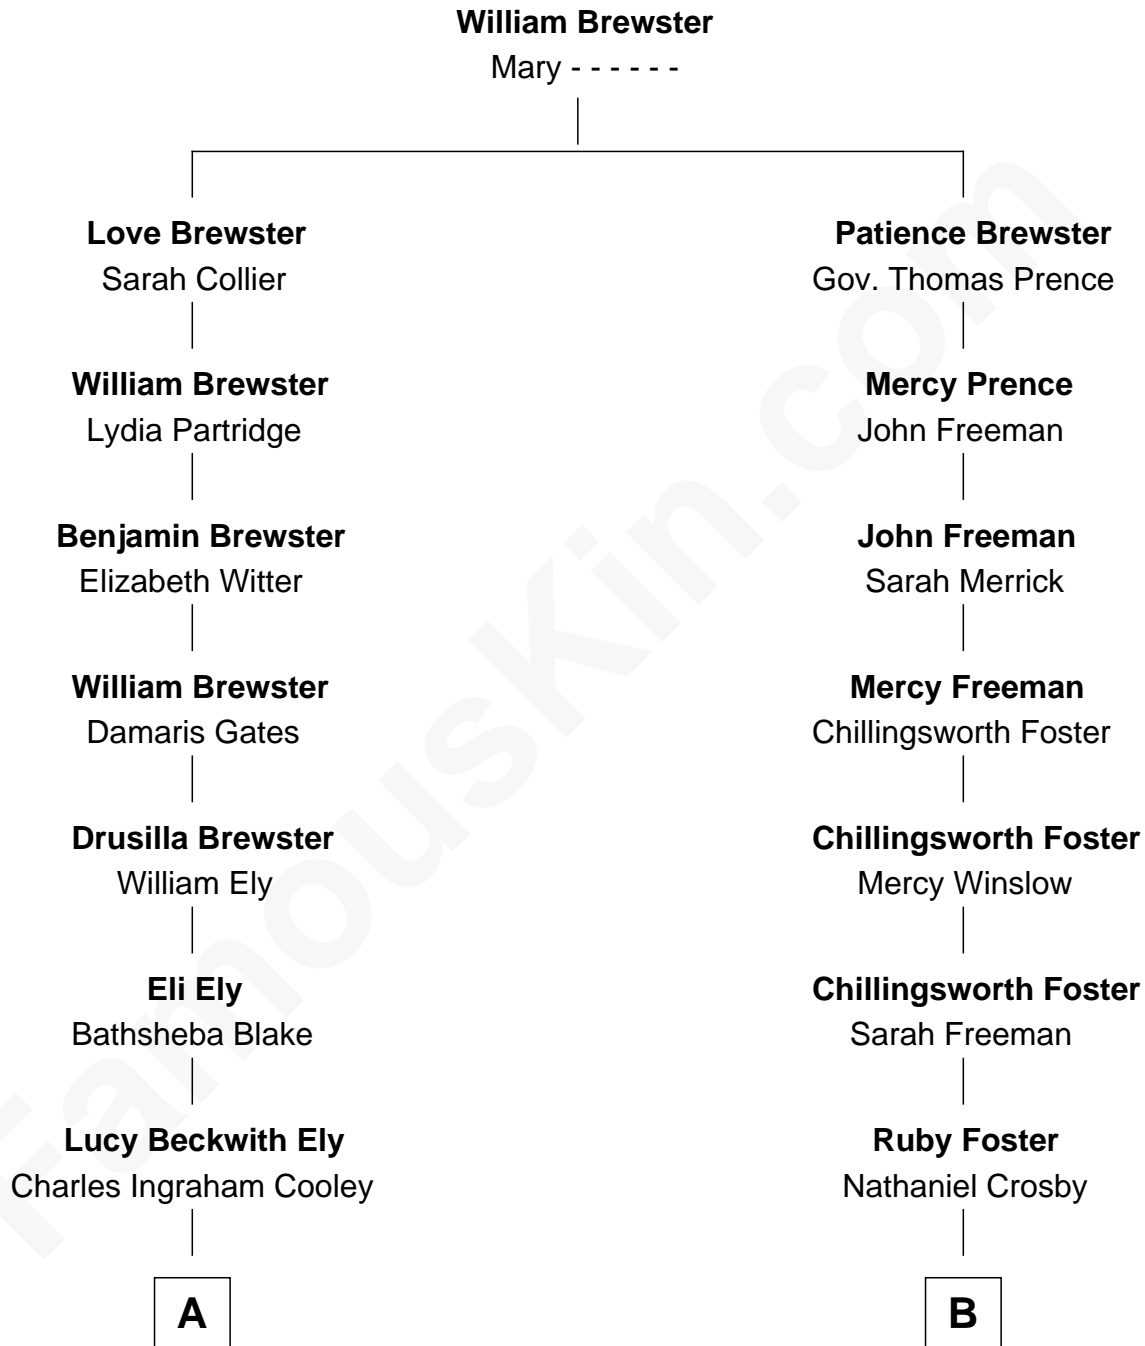 William Brewster
Mary - - - - - -
Love Brewster
Sarah Collier
Patience Brewster
Gov. Thomas Prence
William Brewster
Lydia Partridge
Mercy Prence
John Freeman
Benjamin Brewster
Elizabeth Witter
John Freeman
Sarah Merrick
William Brewster
Damaris Gates
Mercy Freeman
Chillingsworth Foster
Drusilla Brewster
William Ely
Chillingsworth Foster
Mercy Winslow
Eli Ely
Bathsheba Blake
Chillingsworth Foster
Sarah Freeman
Lucy Beckwith Ely
Charles Ingraham Cooley
Ruby Foster
Nathaniel Crosby
A
B
FamousKin.com